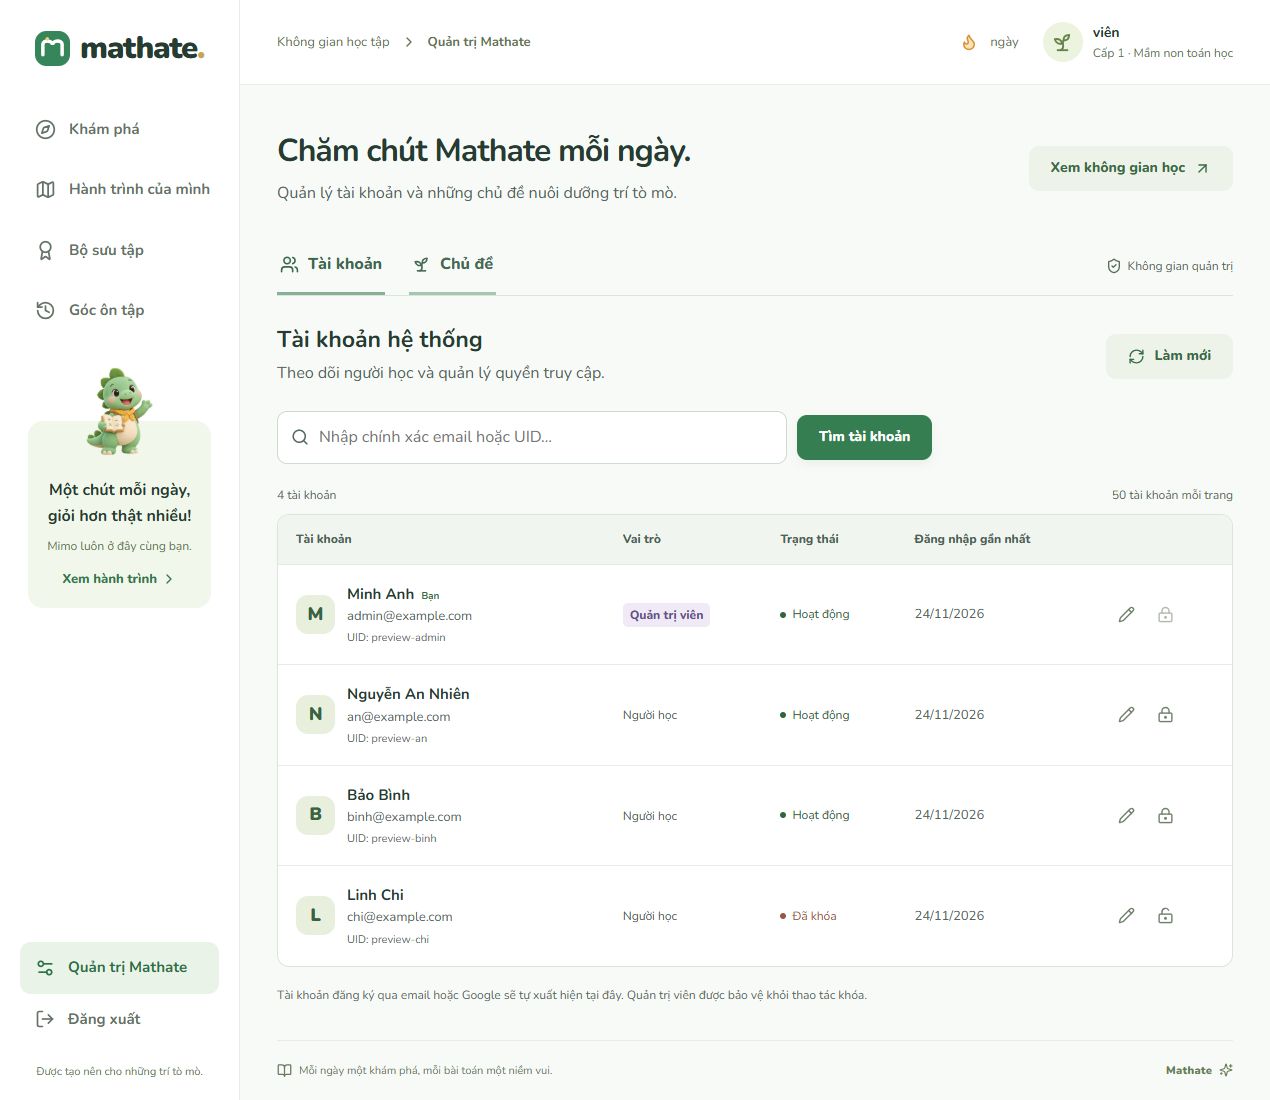 mathate.
Khám phá
Hành trình của mình
Bộ sưu tập
Góc ôn tập
Một chút mỗi ngày,
giỏi hơn thật nhiều!
Mimo luôn ở đây cùng bạn.
Xem hành trình
Quản trị Mathate
Đăng xuất
Được tạo nên cho những trí tò mò.
Không gian học tập
Quản trị Mathate
ngày
viên
Cấp 1 · Mầm non toán học
Chăm chút Mathate mỗi ngày.
Quản lý tài khoản và những chủ đề nuôi dưỡng trí tò mò.
Xem không gian học
Tài khoản
Chủ đề
Không gian quản trị
Tài khoản hệ thống
Theo dõi người học và quản lý quyền truy cập.
Làm mới
Nhập chính xác email hoặc UID...
Tìm tài khoản
4 tài khoản
50 tài khoản mỗi trang
Tài khoản Vai trò Trạng thái Đăng nhập gần nhất
M
Minh Anh Bạn
admin@example.com
UID: preview-admin
Quản trị viên
Hoạt động
24/11/2026
N
Nguyễn An Nhiên
an@example.com
UID: preview-an
Người học
Hoạt động
24/11/2026
B
Bảo Bình
binh@example.com
UID: preview-binh
Người học
Hoạt động
24/11/2026
L
Linh Chi
chi@example.com
UID: preview-chi
Người học
Đã khóa
24/11/2026
Tài khoản đăng ký qua email hoặc Google sẽ tự xuất hiện tại đây. Quản trị viên được bảo vệ khỏi thao tác khóa.
Mỗi ngày một khám phá, mỗi bài toán một niềm vui.
Mathate